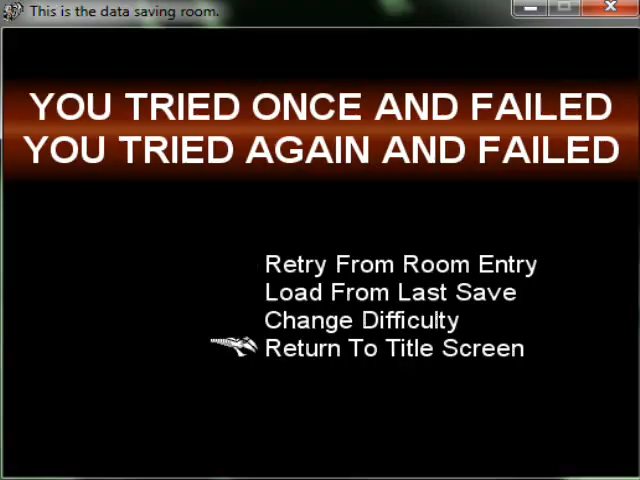 This is the data saving room.
YOU TRIED ONCE AND FAILED
YOU TRIED AGAIN AND FAILED
Retry From Room Entry
Load From Last Save
Change Difficulty
Return To Title Screen